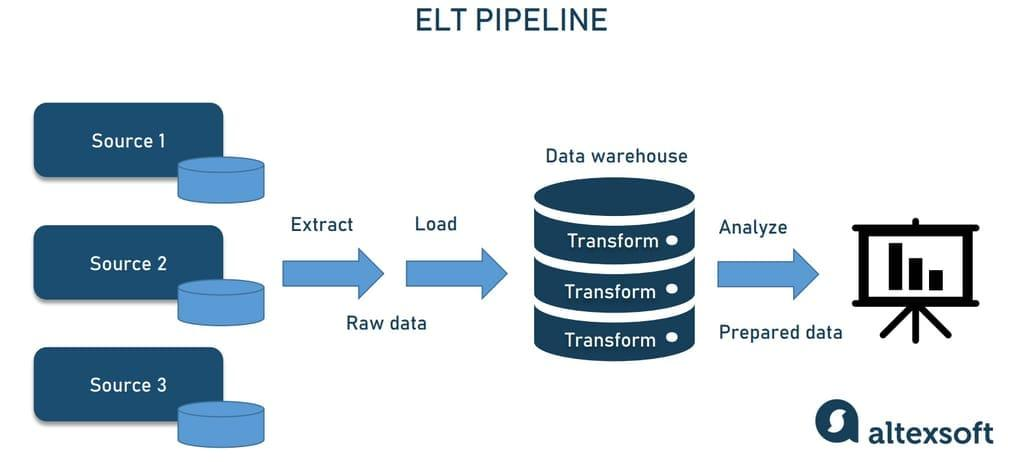 ELT PIPELINE
Source 1
Source 2
Source 3
Extract
Load
Raw data
Data warehouse
Transform
Transform
Transform
Analyze
Prepared data
altexsoft